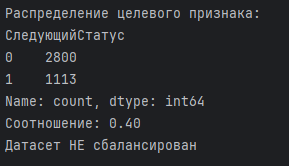 Распределение целевого признака:
СледующийСтатус
0    2800
1    1113
Name: count, dtype: int64
Соотношение: 0.40
Датасет НЕ сбалансирован